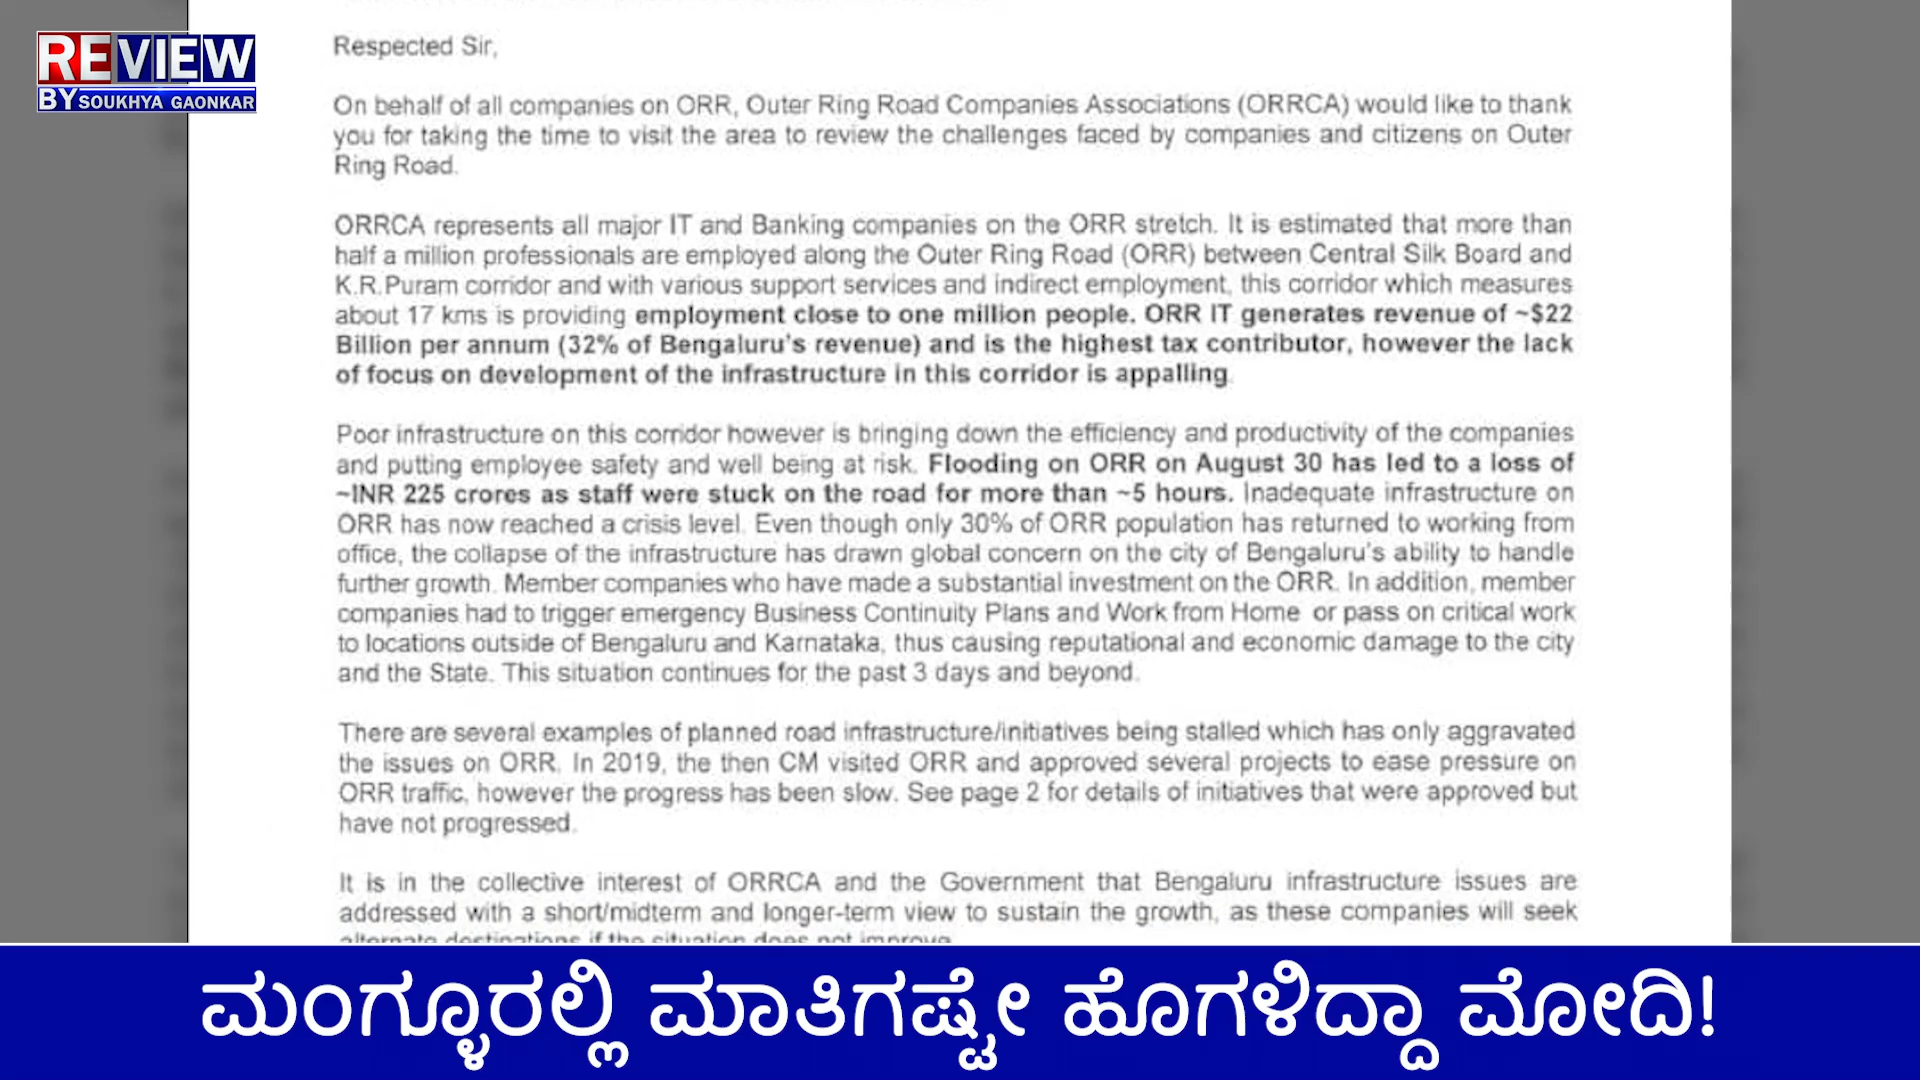 REVIEW
BY SOUKHYA GAONKAR
Respected Sir,
On behalf of all companies on ORR, Outer Ring Road Companies Associations (ORRCA) would like to thank
you for taking the time to visit the area to review the challenges faced by companies and citizens on Outer
Ring Road.
ORRCA represents all major IT and Banking companies on the ORR stretch. It is estimated that more than
half a million professionals are employed along the Outer Ring Road (ORR) between Central Silk Board and
K.R.Puram corridor and with various support services and indirect employment, this corridor which measures
about 17 kms is providing employment close to one million people. ORR IT generates revenue of ~$22
Billion per annum (32% of Bengaluru's revenue) and is the highest tax contributor, however the lack
of focus on development of the infrastructure in this corridor is appalling.
Poor infrastructure on this corridor however is bringing down the efficiency and productivity of the companies
and putting employee safety and well being at risk. Flooding on ORR on August 30 has led to a loss of
~INR 225 crores as staff were stuck on the road for more than ~5 hours. Inadequate infrastructure on
ORR has now reached a crisis level. Even though only 30% of ORR population has returned to working from
office, the collapse of the infrastructure has drawn global concern on the city of Bengaluru's ability to handle
further growth. Member companies who have made a substantial investment on the ORR. In addition, member
companies had to trigger emergency Business Continuity Plans and Work from Home or pass on critical work
to locations outside of Bengaluru and Karnataka, thus causing reputational and economic damage to the city
and the State. This situation continues for the past 3 days and beyond.
There are several examples of planned road infrastructure/initiatives being stalled which has only aggravated
the issues on ORR. In 2019, the then CM visited ORR and approved several projects to ease pressure on
ORR traffic, however the progress has been slow. See page 2 for details of initiatives that were approved but
have not progressed.
It is in the collective interest of ORRCA and the Government that Bengaluru infrastructure issues are
addressed with a short/midterm and longer-term view to sustain the growth, as these companies will seek
alternate destinations if the situation does not improve.
ಮಂಗ್ಳೂರಲ್ಲಿ ಮಾತಿಗಷ್ಟೇ ಹೊಗಳಿದ್ದಾ ಮೋದಿ!